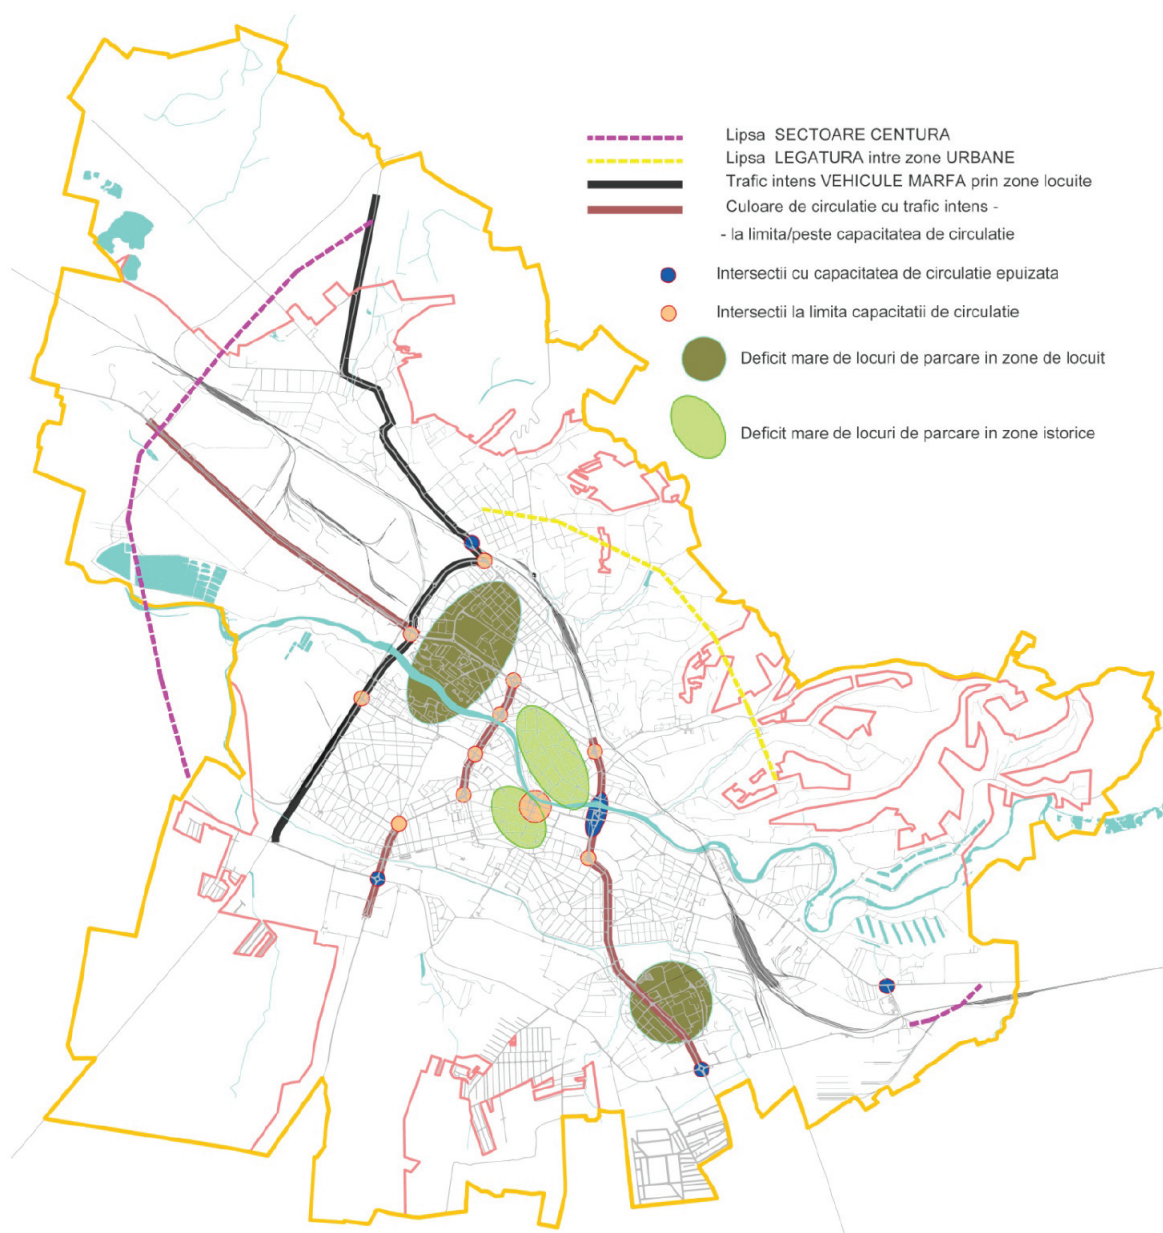 Lipsa SECTOARE CENTURA
Lipsa LEGATURA intre zone URBANE
Trafic intens VEHICULE MARFA prin zone locuite
Culoare de circulatie cu trafic intens -
- la limita/peste capacitatea de circulatie
Intersectii cu capacitatea de circulatie epuizata
Intersectii la limita capacitatii de circulatie
Deficit mare de locuri de parcare in zone de locuit
Deficit mare de locuri de parcare in zone istorice